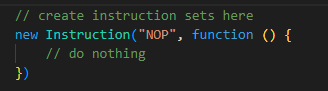 // create instruction sets here
new Instruction("NOP", function () {
    // do nothing
})